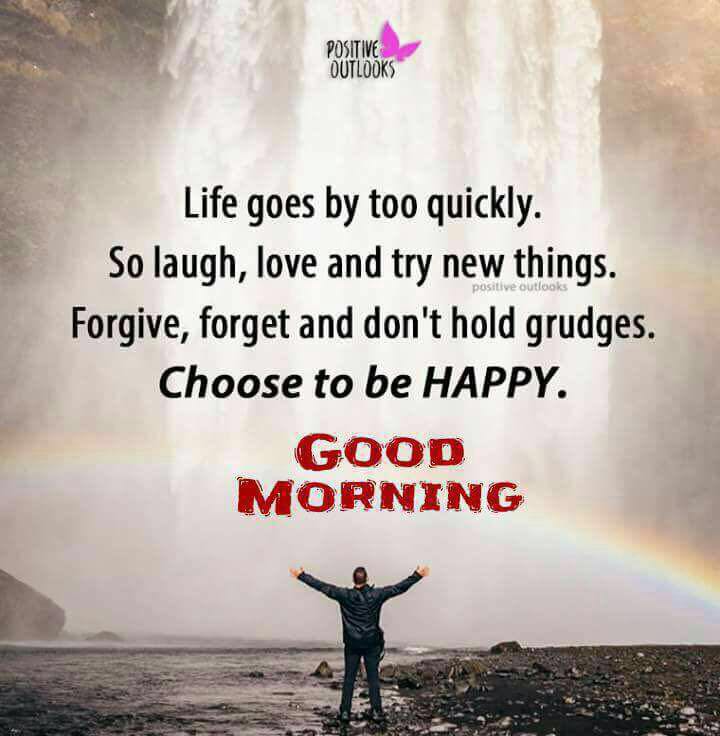 POSITIVE
OUTLOOKS
Life goes by too quickly.
So laugh, love and try new things.
positive outlooks
Forgive, forget and don't hold grudges.
Choose to be HAPPY.
GOOD
MORNING